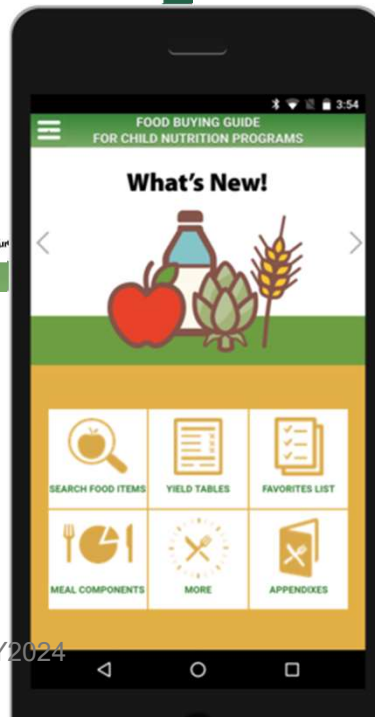 3:54
FOOD BUYING GUIDE
FOR CHILD NUTRITION PROGRAMS
What's New!
SEARCH FOOD ITEMS
YIELD TABLES
FAVORITES LIST
MEAL COMPONENTS
MORE
APPENDIXES
Y2024